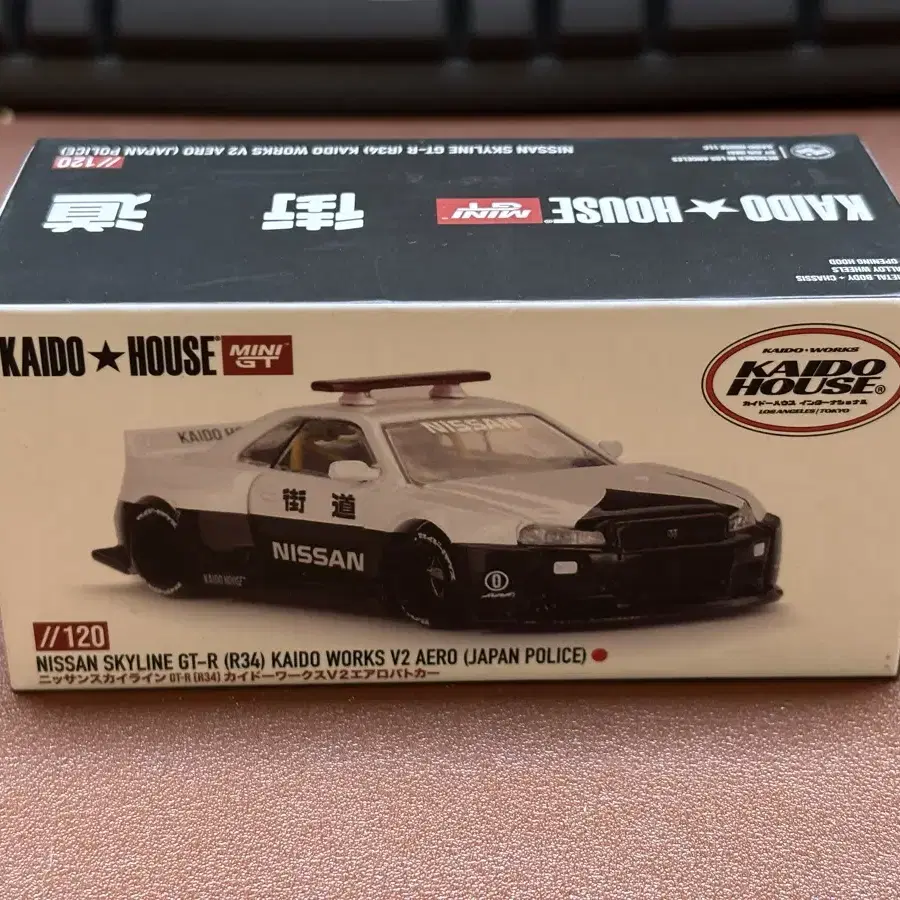 //120
NISSAN SKYLINE GT-R (R34) KAIDO WORKS V2 AERO (JAPAN POLICE)
DESIGNED IN LOS ANGELES
KAIDO★HOUSE MINI GT 街 道
METAL BODY + CHASSIS
ALLOY WHEELS
OPENING HOOD
KAIDO★HOUSE® MINI GT
KAIDO★WORKS
KAIDO HOUSE®
カイドーハウス インターナショナル
LOS ANGELES/TOKYO
NISSAN
KAIDO
街 道
NISSAN
KAIDO HOUSE
//120
NISSAN SKYLINE GT-R (R34) KAIDO WORKS V2 AERO (JAPAN POLICE)
ニッサンスカイライン GT-R (R34) カイドーワークスV2エアロパトカー